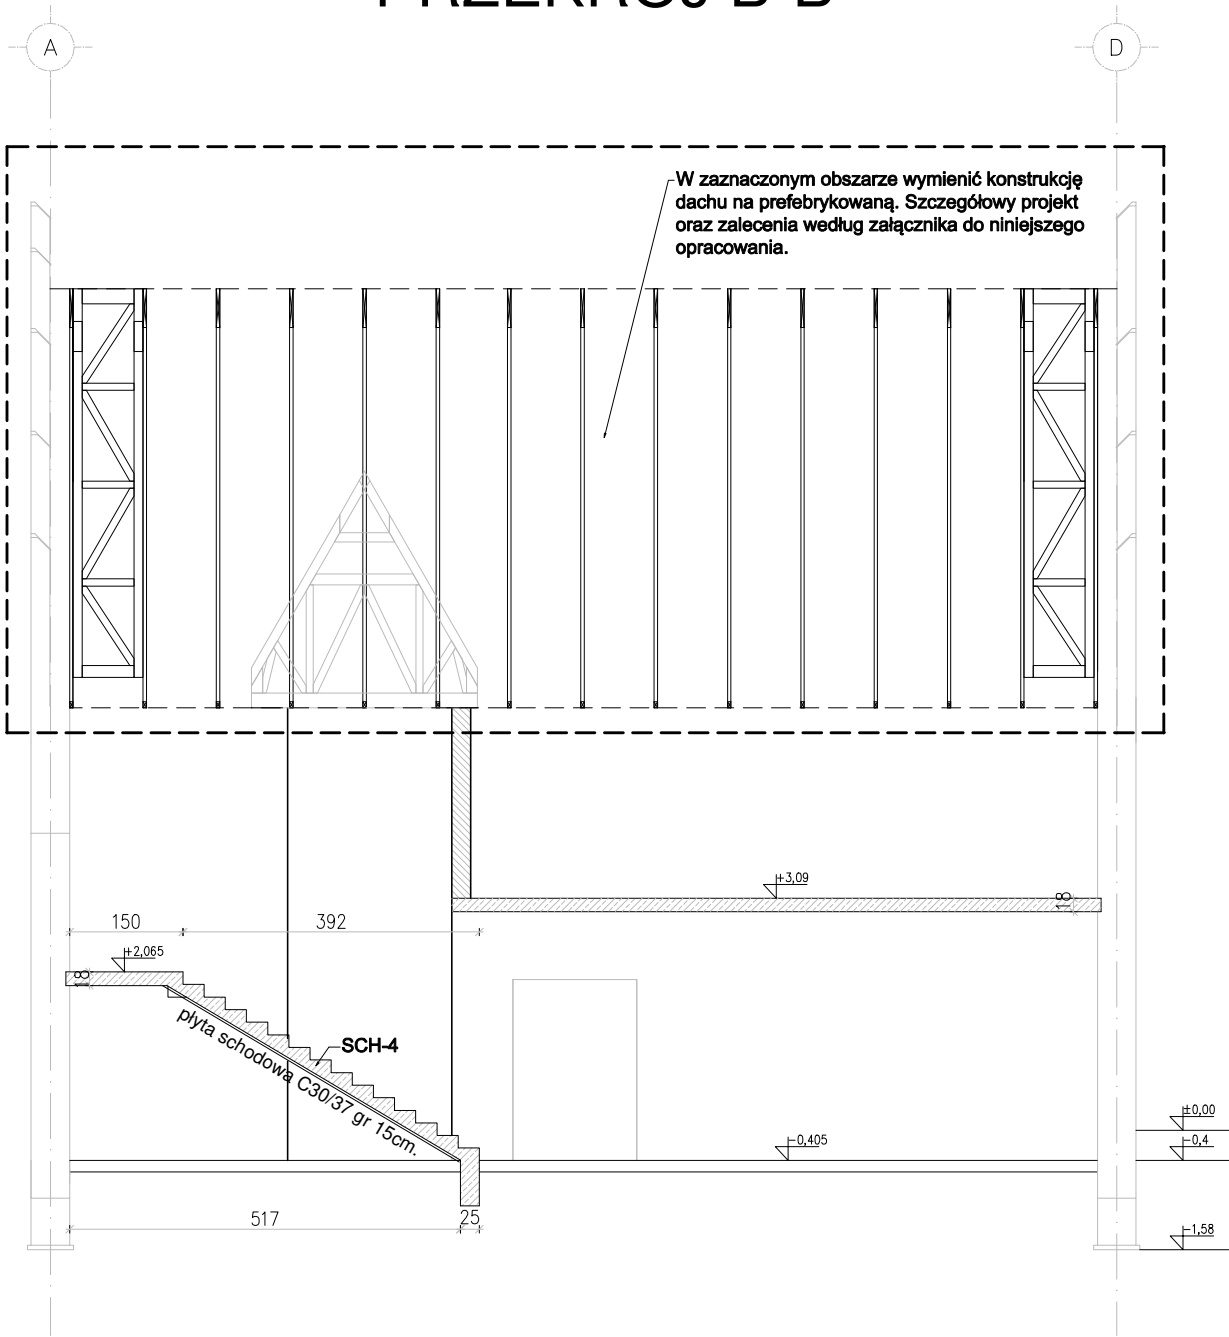 A
D
W zaznaczonym obszarze wymienić konstrukcję
dachu na prefebrykowaną. Szczegółowy projekt
oraz zalecenia według załącznika do niniejszego
opracowania.
+3,09
18
150
392
+2,065
18
SCH-4
płyta schodowa C30/37 gr 15cm.
±0,00
-0,405
-0,4
517
25
-1,58